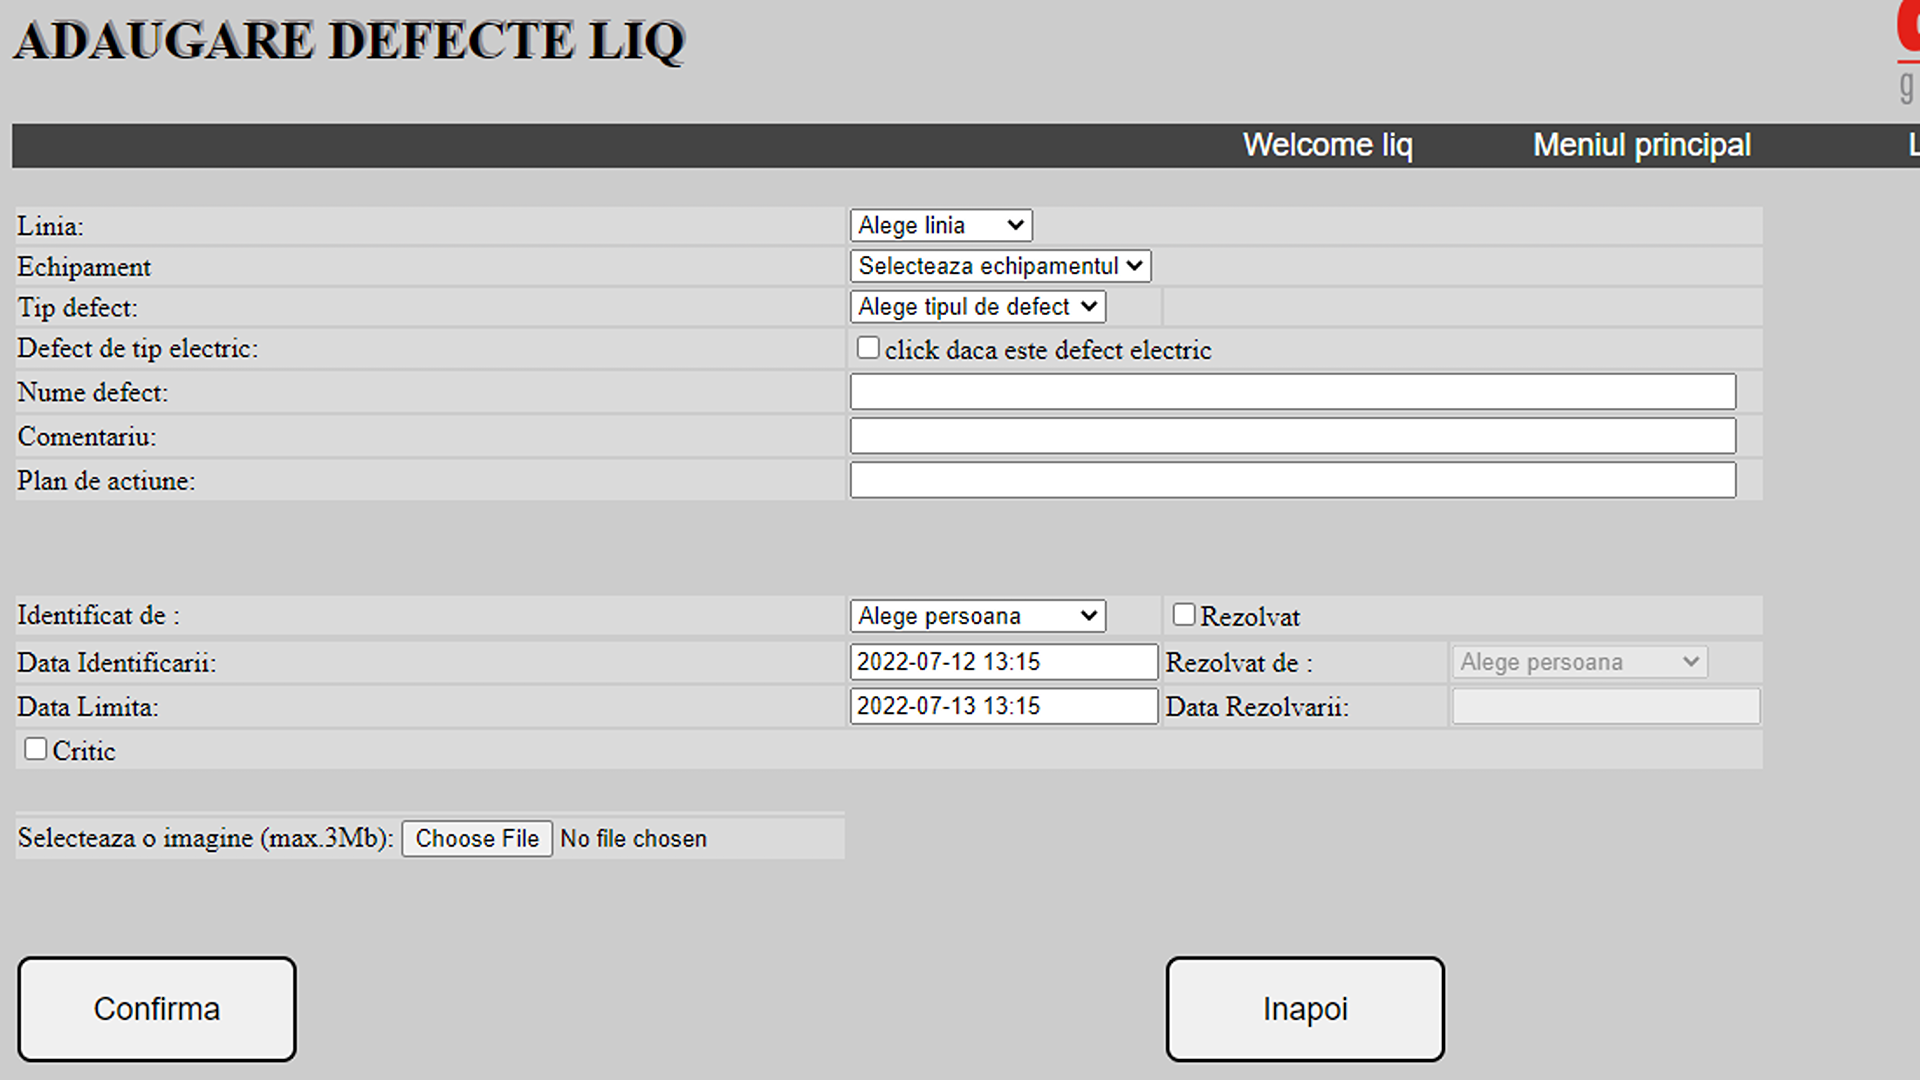 ADAUGARE DEFECTE LIQ
g
Welcome liq Meniul principal L
Linia: Alege linia
Echipament Selecteaza echipamentul
Tip defect: Alege tipul de defect
Defect de tip electric: click daca este defect electric
Nume defect:
Comentariu:
Plan de actiune:
Identificat de : Alege persoana Rezolvat
Data Identificarii: 2022-07-12 13:15 Rezolvat de : Alege persoana
Data Limita: 2022-07-13 13:15 Data Rezolvarii:
Critic
Selecteaza o imagine (max.3Mb): Choose File No file chosen
Confirma Inapoi